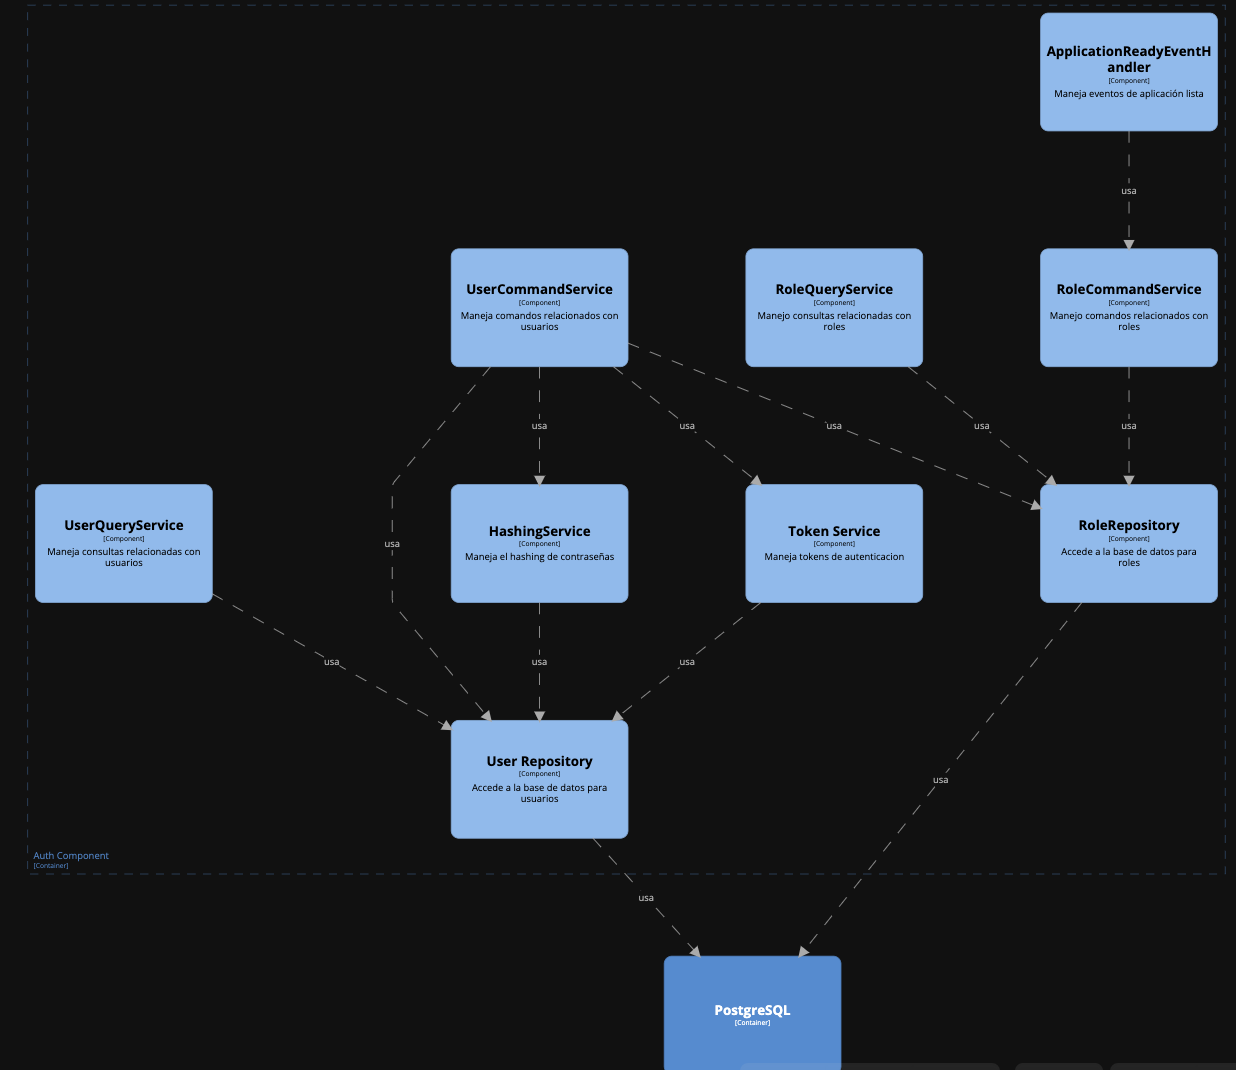 ApplicationReadyEventH
andler
[Component]
Maneja eventos de aplicación lista
usa
UserCommandService
[Component]
Maneja comandos relacionados con
usuarios
RoleQueryService
[Component]
Manejo consultas relacionadas con
roles
RoleCommandService
[Component]
Manejo comandos relacionados con
roles
usa
usa
usa
usa
usa
UserQueryService
[Component]
Maneja consultas relacionadas con
usuarios
usa
HashingService
[Component]
Maneja el hashing de contraseñas
Token Service
[Component]
Maneja tokens de autenticacion
RoleRepository
[Component]
Accede a la base de datos para
roles
usa
usa
usa
User Repository
[Component]
Accede a la base de datos para
usuarios
usa
Auth Component
[Container]
usa
PostgreSQL
[Container]